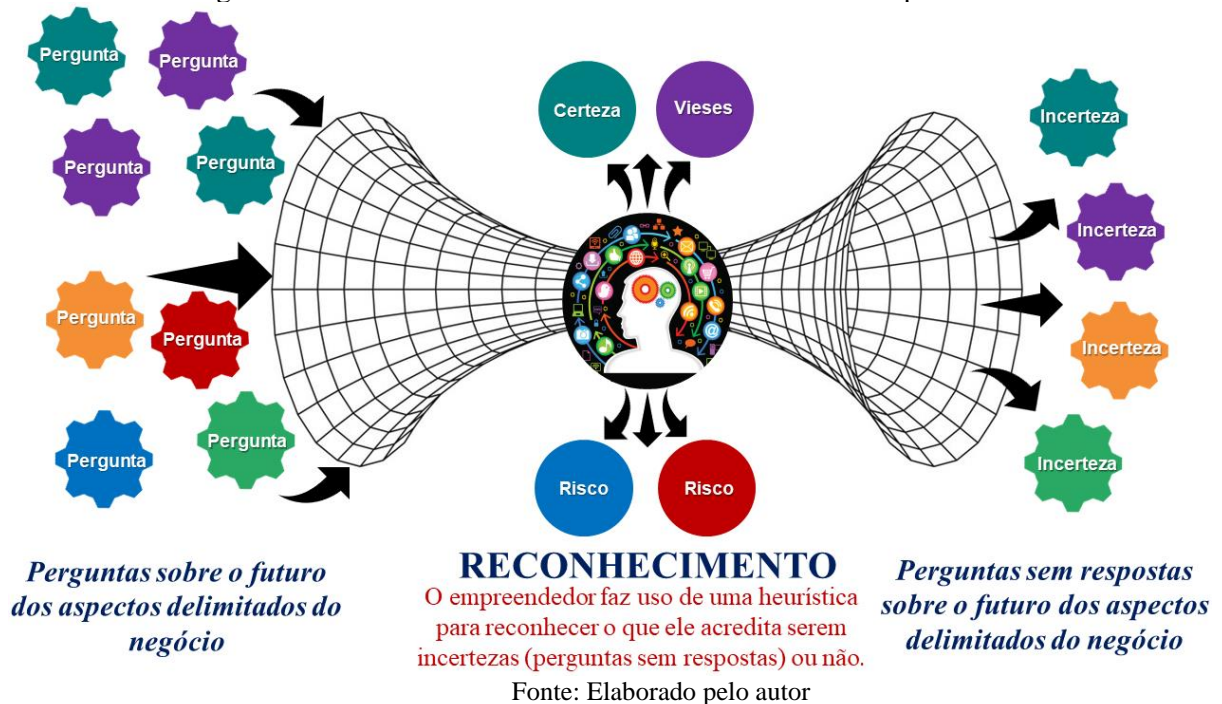 Pergunta
Pergunta
Pergunta
Pergunta
Pergunta
Pergunta
Pergunta
Pergunta
Certeza
Vieses
Risco
Risco
Incerteza
Incerteza
Incerteza
Incerteza
Perguntas sobre o futuro
dos aspectos delimitados do
negócio
RECONHECIMENTO
O empreendedor faz uso de uma heurística
para reconhecer o que ele acredita serem
incertezas (perguntas sem respostas) ou não.
Perguntas sem respostas
sobre o futuro dos aspectos
delimitados do negócio
Fonte: Elaborado pelo autor